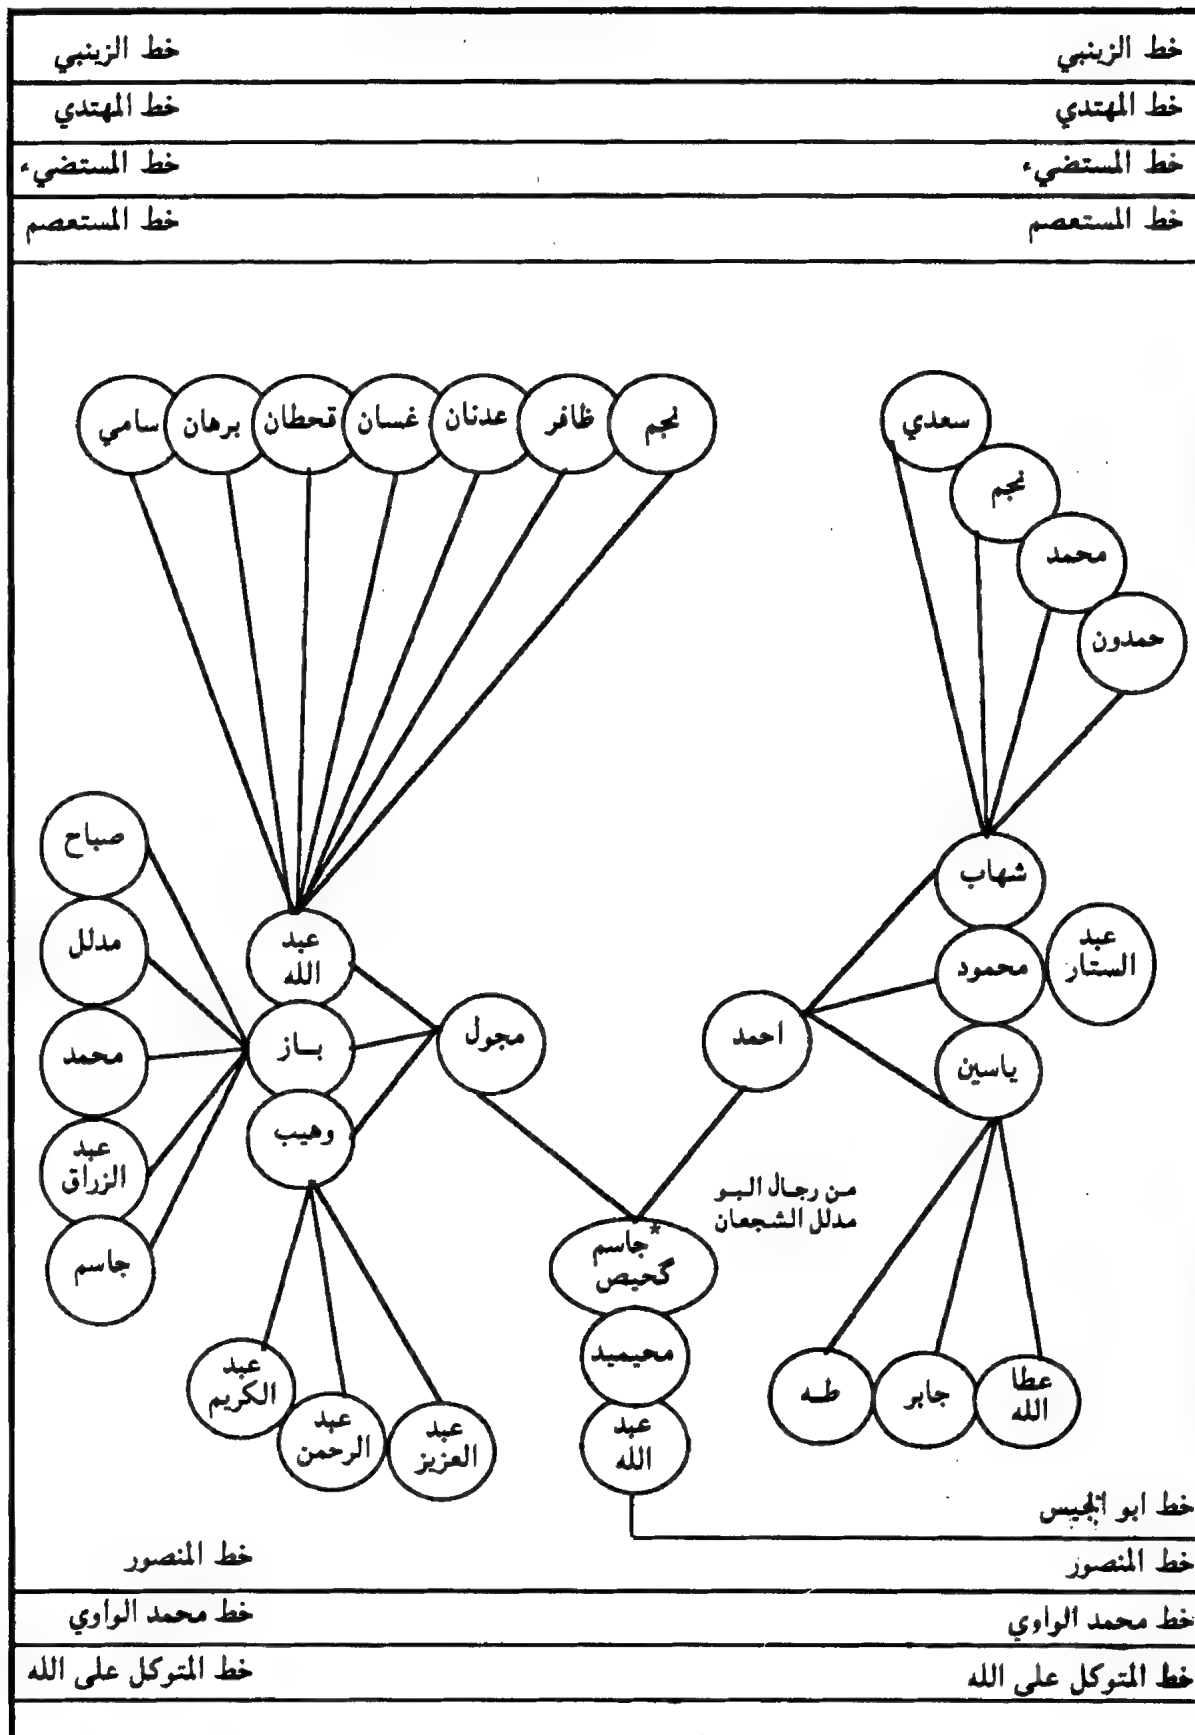 خط الزينبي
خط الزينبي
خط المهتدي
خط المهتدي
خط المستضيء
خط المستضيء
خط المستعصم
خط المستعصم
سعدي
نجم
محمد
حمدون
نجم
ظافر
عدنان
غسان
قحطان
برهان
سامي
شهاب
محمود
عبد
الستار
ياسين
احمد
عطا
الله
جابر
طه
مجول
عبد
الله
بــاز
وهيب
صباح
مدلل
محمد
عبد
الزراق
جاسم
عبد
العزيز
عبد
الرحمن
عبد
الكريم
من رجال البو
مدلل الشجعان
جاسم*
گحيص
محيميد
عبد
الله
خط ابو
خط المنصور
خط المنصور
خط محمد الواوي
خط محمد الواوي
خط المتوكل على الله
خط المتوكل على الله